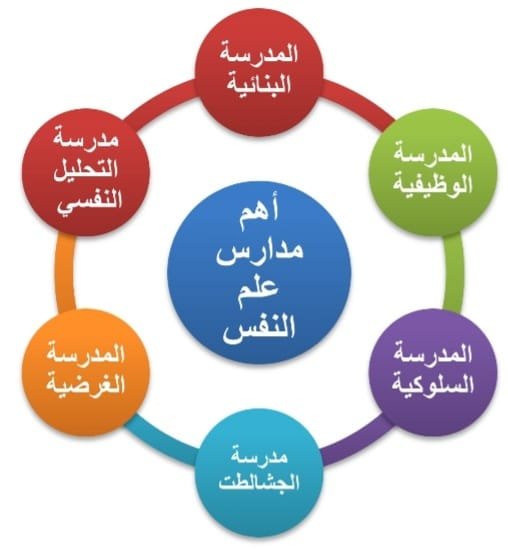 المدرسة
البنائية
المدرسة
الوظيفية
المدرسة
السلوكية
مدرسة
الجشالطت
المدرسة
الغرضية
مدرسة
التحليل
النفسي
أهم
مدارس
علم
النفس